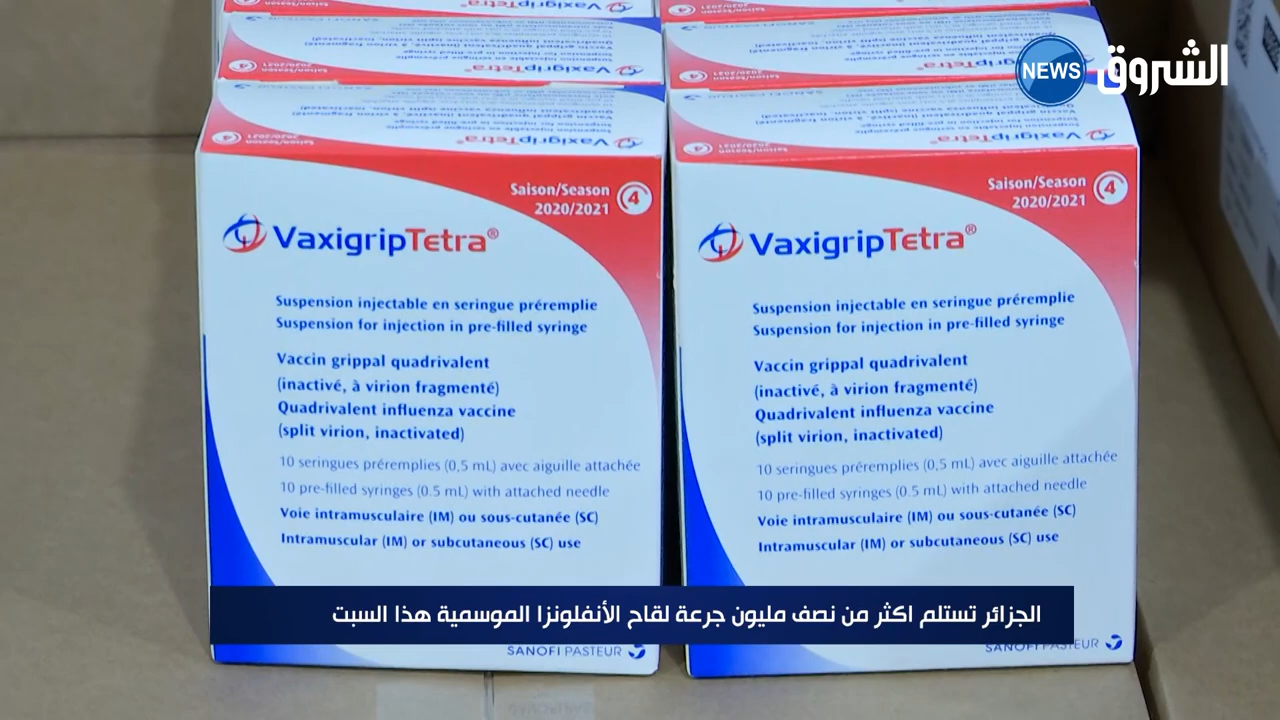 NEWS الشروق
Saison/Season
2020/2021
4
VaxigripTetra®
Suspension injectable en seringue préremplie
Suspension for injection in pre-filled syringe
Vaccin grippal quadrivalent
(inactivé, à virion fragmenté)
Quadrivalent influenza vaccine
(split virion, inactivated)
10 seringues préremplies (0,5 mL) avec aiguille attachée
10 pre-filled syringes (0.5 mL) with attached needle
Voie intramusculaire (IM) ou sous-cutanée (SC)
Intramuscular (IM) or subcutaneous (SC) use
SANOFI PASTEUR
Saison/Season
2020/2021
4
VaxigripTetra®
Suspension injectable en seringue préremplie
Suspension for injection in pre-filled syringe
Vaccin grippal quadrivalent
(inactivé, à virion fragmenté)
Quadrivalent influenza vaccine
(split virion, inactivated)
10 seringues préremplies (0,5 mL) avec aiguille attachée
10 pre-filled syringes (0.5 mL) with attached needle
Voie intramusculaire (IM) ou sous-cutanée (SC)
Intramuscular (IM) or subcutaneous (SC) use
SANOFI PASTEUR
الجزائر تستلم اكثر من نصف مليون جرعة لقاح الأنفلونزا الموسمية هذا السبت